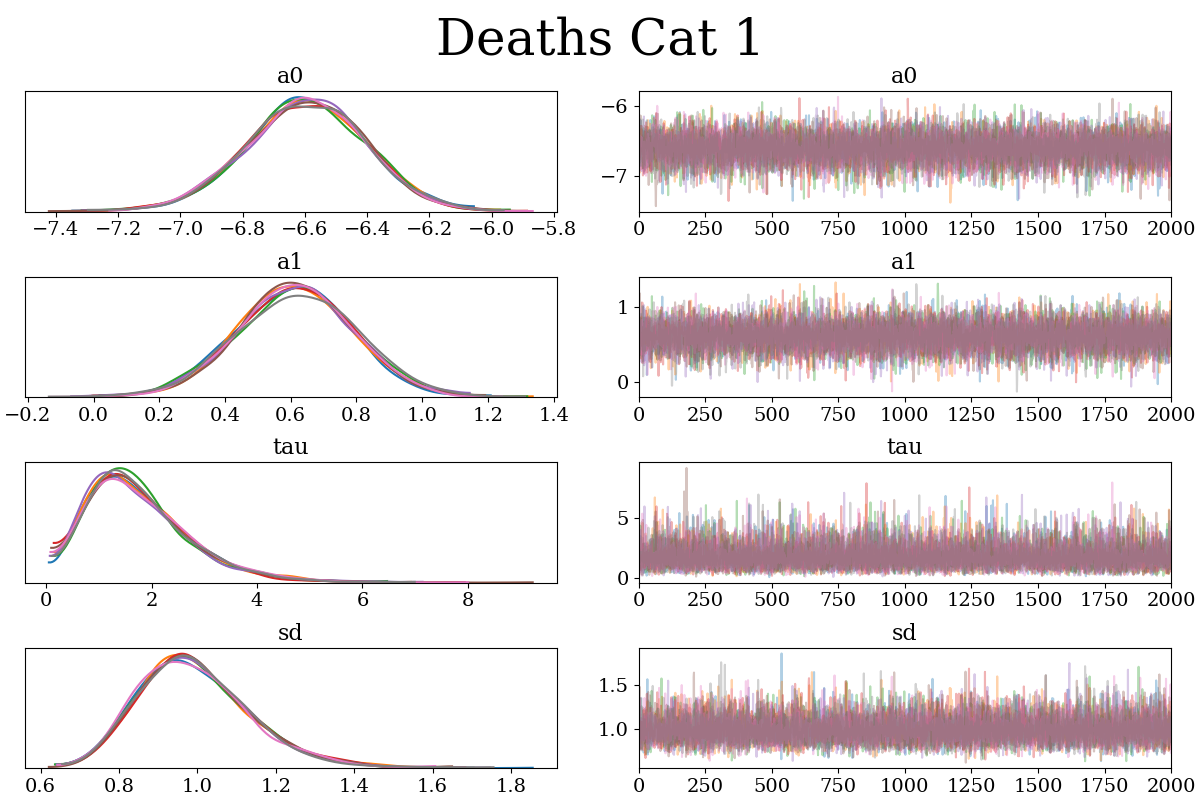 Deaths Cat 1
a0 a0
−6
−7
−7.4 −7.2 −7.0 −6.8 −6.6 −6.4 −6.2 −6.0 −5.8 0 250 500 750 1000 1250 1500 1750 2000
a1 a1
1
0
−0.2 0.0 0.2 0.4 0.6 0.8 1.0 1.2 1.4 0 250 500 750 1000 1250 1500 1750 2000
tau tau
5
0
0 2 4 6 8 0 250 500 750 1000 1250 1500 1750 2000
sd sd
1.5
1.0
0.6 0.8 1.0 1.2 1.4 1.6 1.8 0 250 500 750 1000 1250 1500 1750 2000